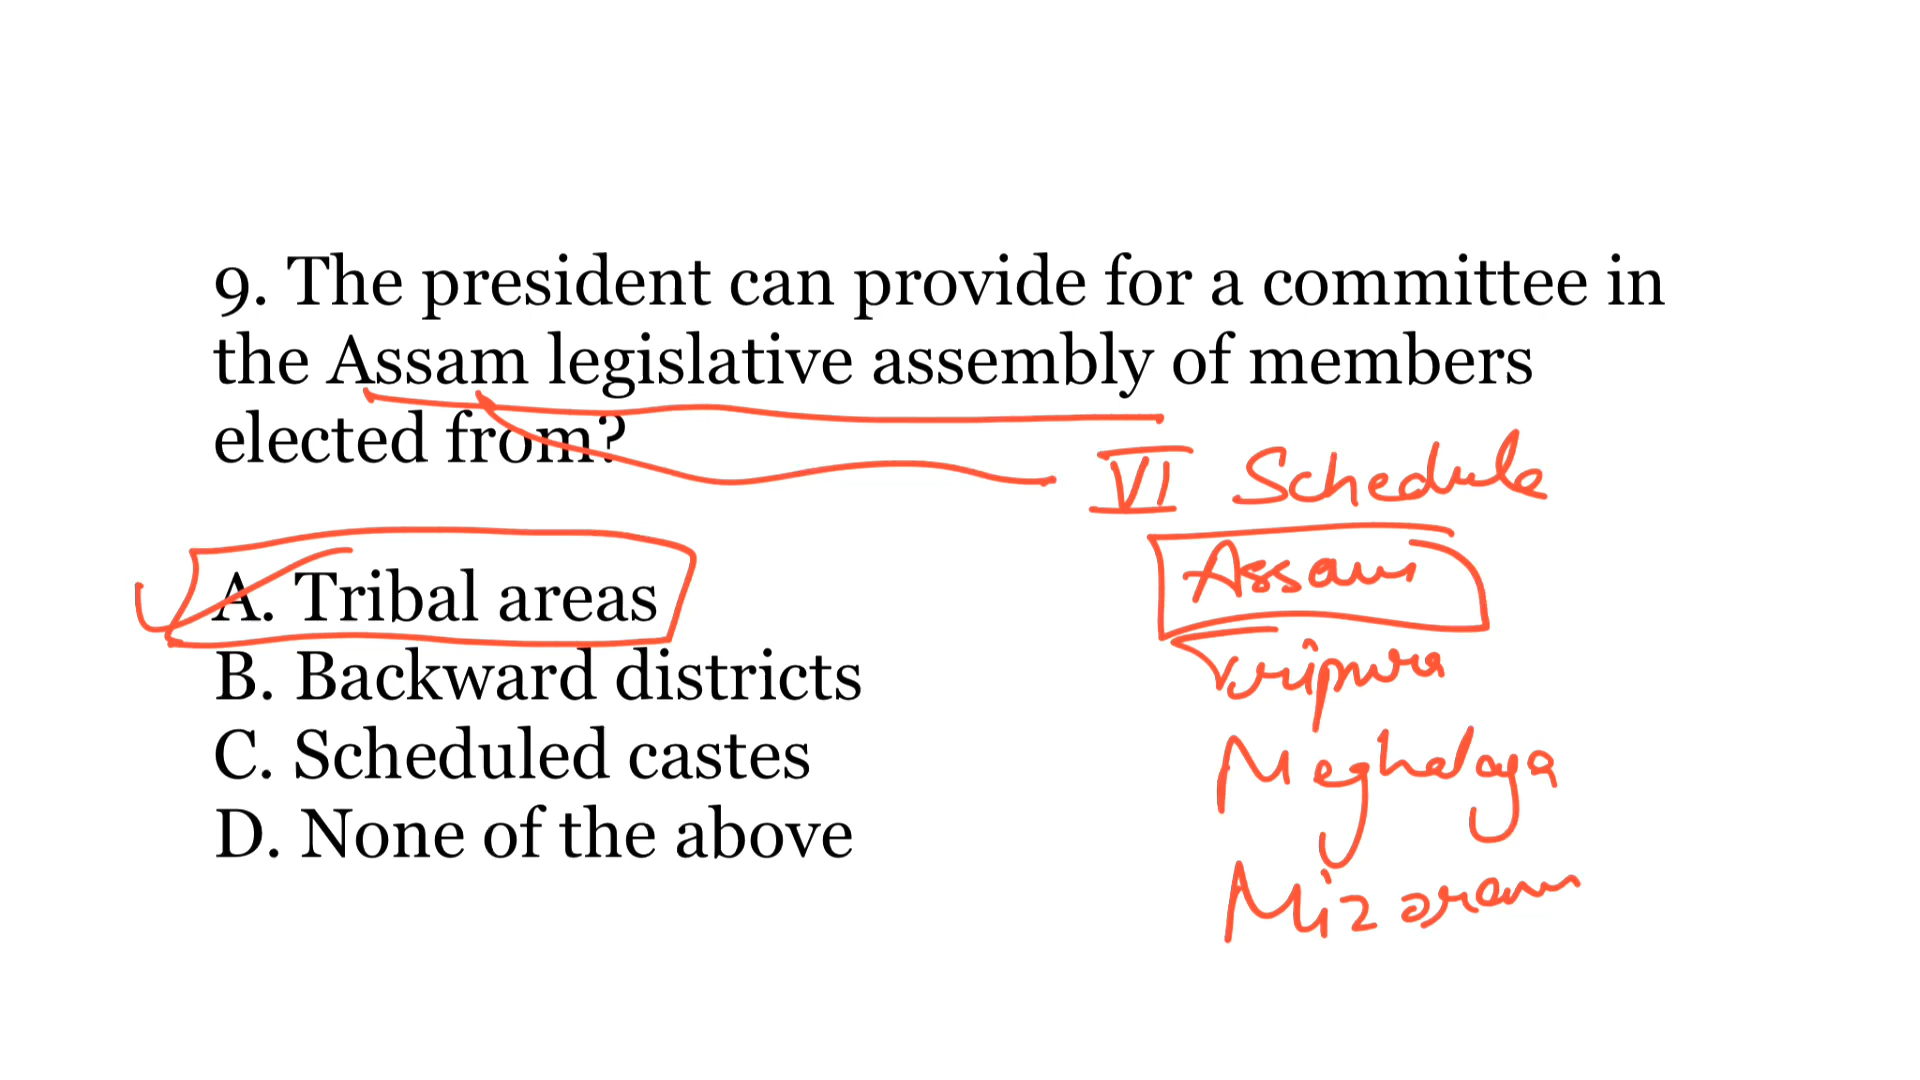 9. The president can provide for a committee in
the Assam legislative assembly of members
elected from?
VI Schedule
A. Tribal areas
B. Backward districts
C. Scheduled castes
D. None of the above
Assam
Tripura
Meghalaya
Mizoram